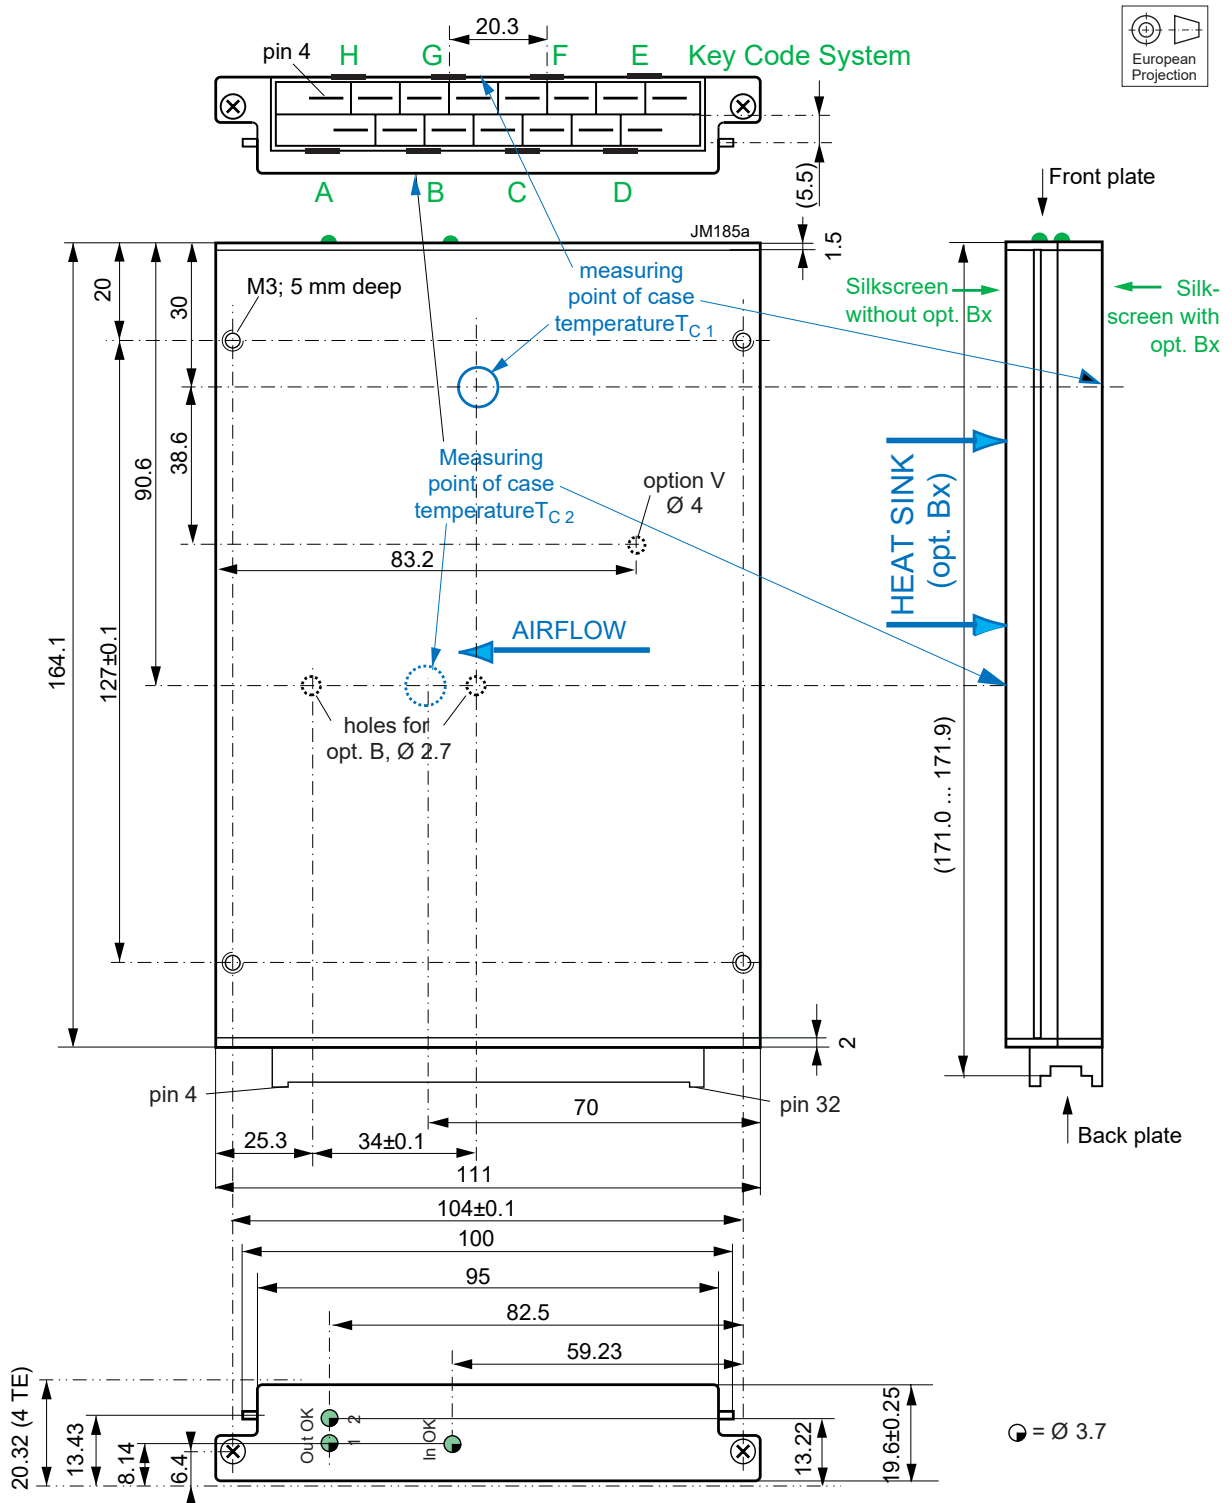 20.3
pin 4
H
G
F
E
Key Code System
European
Projection
A
B
C
D
(5.5)
Front plate
JM185a
1.5
20
30
M3; 5 mm deep
measuring
point of case
temperatureT C 1
Silkscreen
without opt. Bx
Silk-
screen with
opt. Bx
38.6
90.6
Measuring
point of case
temperatureT C 2
option V
Ø 4
83.2
HEAT SINK
(opt. Bx)
164.1
127±0.1
AIRFLOW
holes for
opt. B, Ø 2.7
(171.0 ... 171.9)
2
pin 4
pin 32
70
25.3
34±0.1
Back plate
111
104±0.1
100
95
82.5
59.23
20.32 (4 TE)
13.43
8.14
6.4
Out OK
1
2
In OK
13.22
19.6±0.25
= Ø 3.7